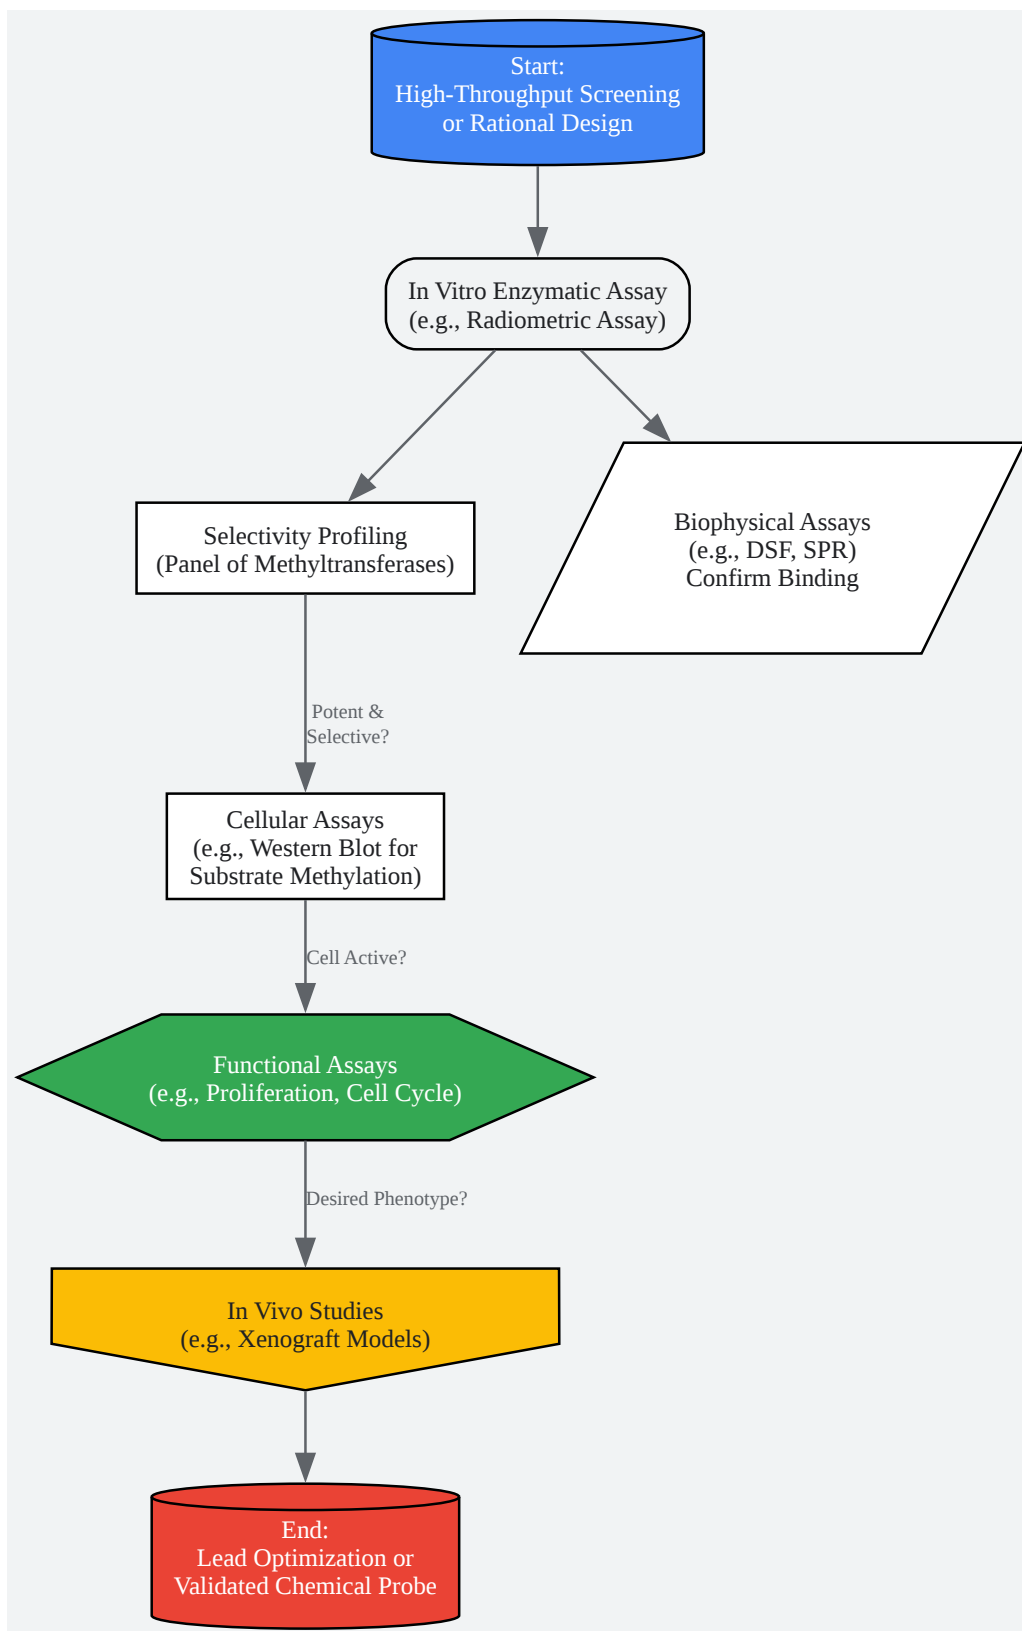 Start:
High-Throughput Screening
or Rational Design
In Vitro Enzymatic Assay
(e.g., Radiometric Assay)
Selectivity Profiling
(Panel of Methyltransferases)
Biophysical Assays
(e.g., DSF, SPR)
Confirm Binding
Potent &
Selective?
Cellular Assays
(e.g., Western Blot for
Substrate Methylation)
Cell Active?
Functional Assays
(e.g., Proliferation, Cell Cycle)
Desired Phenotype?
In Vivo Studies
(e.g., Xenograft Models)
End:
Lead Optimization or
Validated Chemical Probe